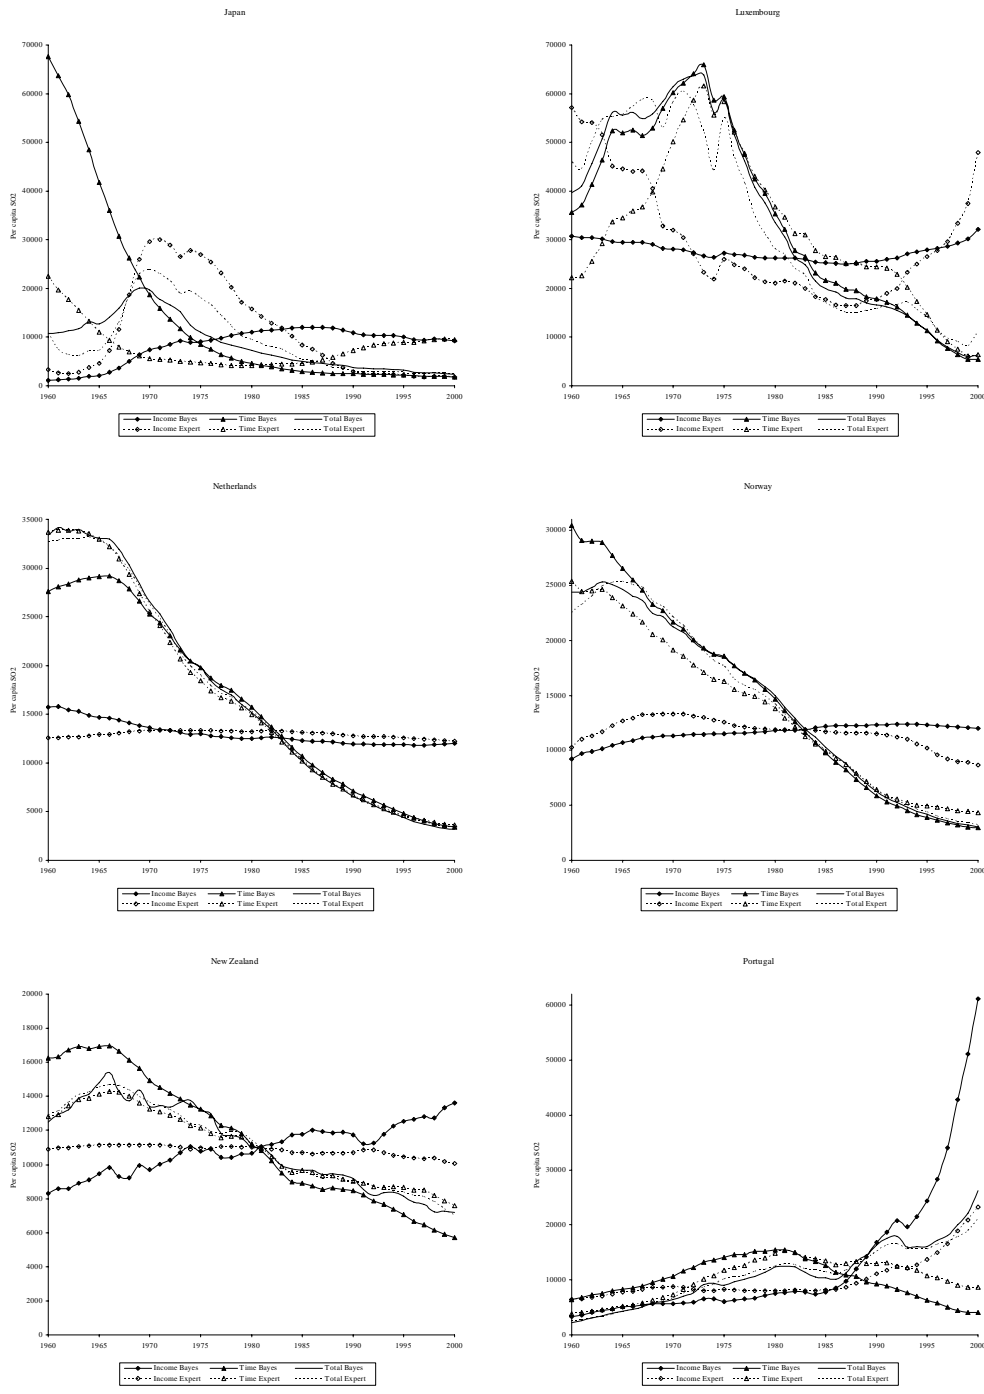 Japan
Per capita SO2
70000
60000
50000
40000
30000
20000
10000
0
1960 1965 1970 1975 1980 1985 1990 1995 2000
Income Bayes Time Bayes Total Bayes
Income Expert Time Expert Total Expert
Luxembourg
Per capita SO2
70000
60000
50000
40000
30000
20000
10000
0
1960 1965 1970 1975 1980 1985 1990 1995 2000
Income Bayes Time Bayes Total Bayes
Income Expert Time Expert Total Expert
Netherlands
Per capita SO2
35000
30000
25000
20000
15000
10000
5000
0
1960 1965 1970 1975 1980 1985 1990 1995 2000
Income Bayes Time Bayes Total Bayes
Income Expert Time Expert Total Expert
Norway
Per capita SO2
30000
25000
20000
15000
10000
5000
0
1960 1965 1970 1975 1980 1985 1990 1995 2000
Income Bayes Time Bayes Total Bayes
Income Expert Time Expert Total Expert
New Zealand
Per capita SO2
20000
18000
16000
14000
12000
10000
8000
6000
4000
2000
0
1960 1965 1970 1975 1980 1985 1990 1995 2000
Income Bayes Time Bayes Total Bayes
Income Expert Time Expert Total Expert
Portugal
Per capita SO2
60000
50000
40000
30000
20000
10000
0
1960 1965 1970 1975 1980 1985 1990 1995 2000
Income Bayes Time Bayes Total Bayes
Income Expert Time Expert Total Expert